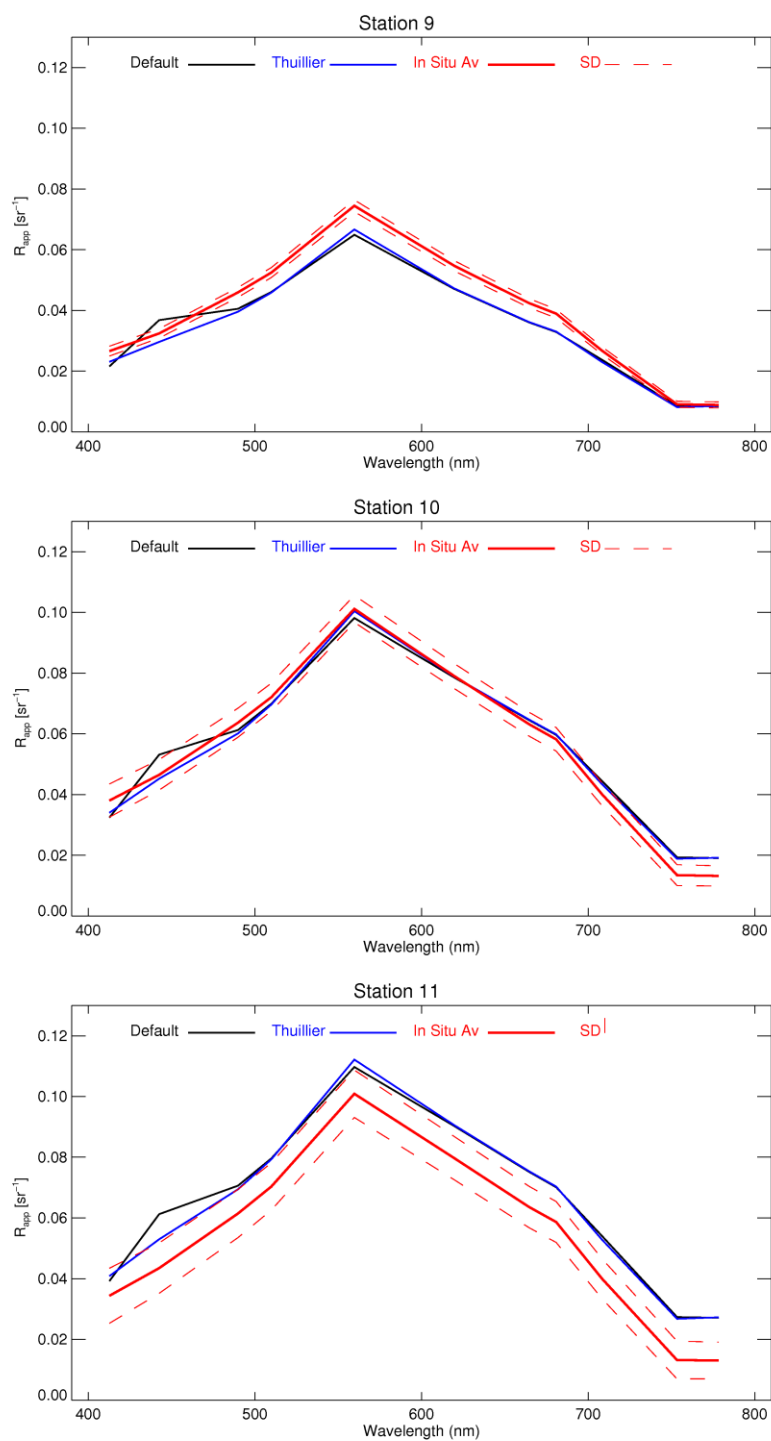 Station 9
Default Thuillier In Situ Av SD
0.12
0.10
0.08
0.06
0.04
0.02
0.00
R_app [sr⁻¹]
400 500 600 700 800
Wavelength (nm)
Station 10
Default Thuillier In Situ Av SD
0.12
0.10
0.08
0.06
0.04
0.02
0.00
R_app [sr⁻¹]
400 500 600 700 800
Wavelength (nm)
Station 11
Default Thuillier In Situ Av SD
0.12
0.10
0.08
0.06
0.04
0.02
0.00
R_app [sr⁻¹]
400 500 600 700 800
Wavelength (nm)